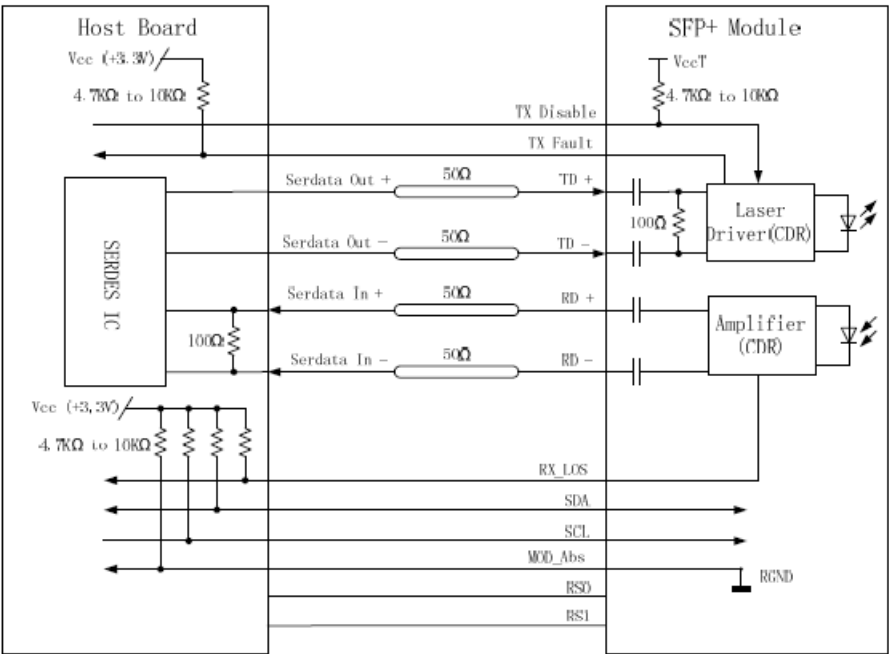 Host Board
SFP+ Module
Vcc (+3.3V)
VccT
4.7KΩ to 10KΩ
4.7KΩ to 10KΩ
TX Disable
TX Fault
Serdata Out +
50Ω
TD +
100Ω
Laser
Driver(CDR)
Serdata Out -
50Ω
TD -
SERDES IC
Serdata In +
50Ω
RD +
100Ω
Amplifier
(CDR)
Serdata In -
50Ω
RD -
Vcc (+3,3V)
4.7KΩ to 10KΩ
RX_LOS
SDA
SCL
MOD_Abs
RGND
RS0
RS1